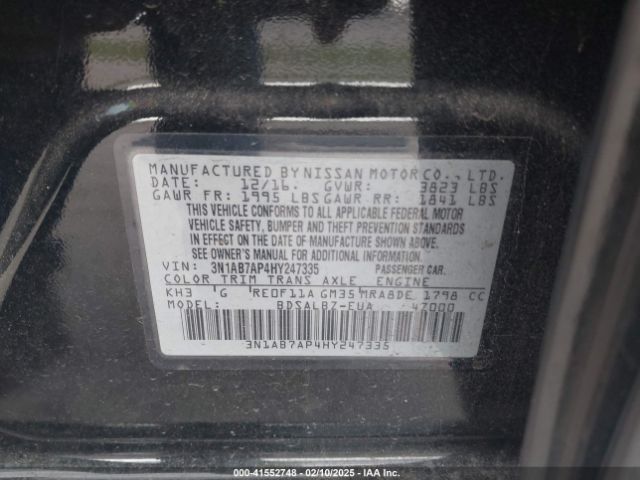 MANUFACTURED BY NISSAN MOTOR CO., LTD.
DATE: 12/16 GVWR: 3823 LBS
GAWR FR: 1995 LBS GAWR RR: 1841 LBS
THIS VEHICLE CONFORMS TO ALL APPLICABLE FEDERAL MOTOR
VEHICLE SAFETY, BUMPER AND THEFT PREVENTION STANDARDS
IN EFFECT ON THE DATE OF MANUFACTURE SHOWN ABOVE.
SEE OWNER'S MANUAL FOR ADDITIONAL INFORMATION.
VIN: 3N1AB7AP4HY247335 PASSENGER CAR.
COLOR TRIM TRANS AXLE ENGINE
KH3 G RE0F11A GM35 MRA8DE 1798 CC
MODEL: BDSALBZ-EUA 4Z000
3N1AB7AP4HY247335
000-41552748 - 02/10/2025 - IAA Inc.